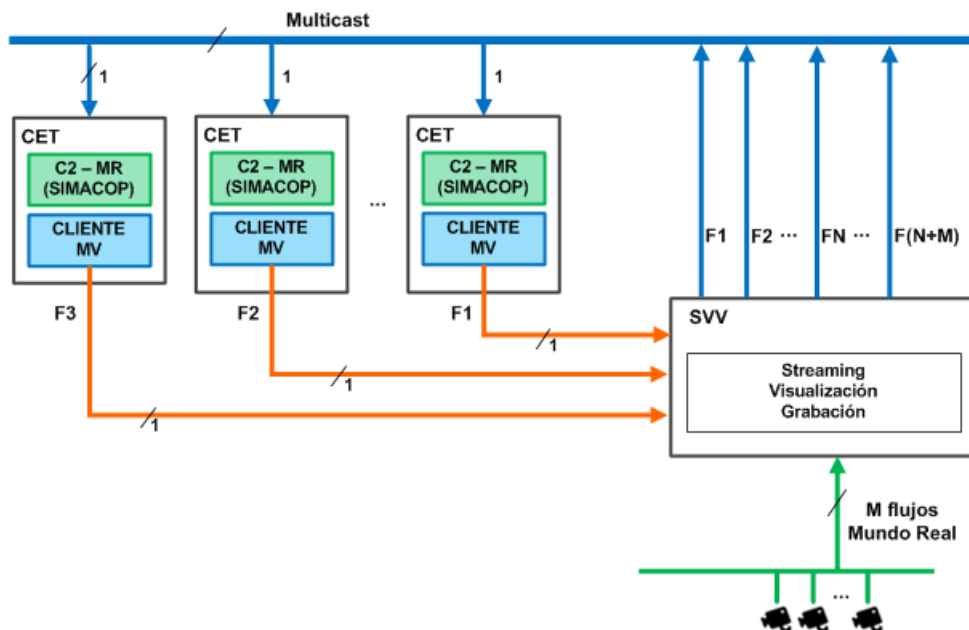 Multicast
1
1
1
CET
C2 – MR
(SIMACOP)
CLIENTE
MV
CET
C2 – MR
(SIMACOP)
CLIENTE
MV
...
CET
C2 – MR
(SIMACOP)
CLIENTE
MV
F1
F2 ...
FN ...
F(N+M)
F3
F2
F1
1
1
1
SVV
Streaming
Visualización
Grabación
M flujos
Mundo Real
...